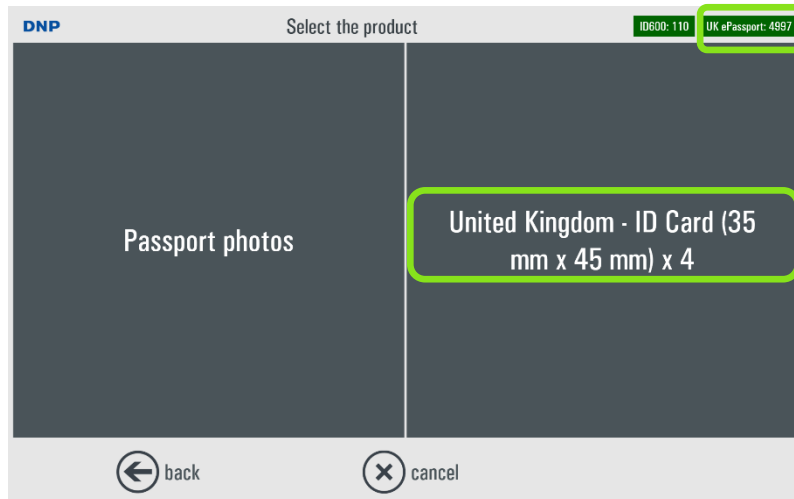 DNP
Select the product
ID600: 110
UK ePassport: 4997
Passport photos
United Kingdom - ID Card (35
mm x 45 mm) x 4
back
cancel